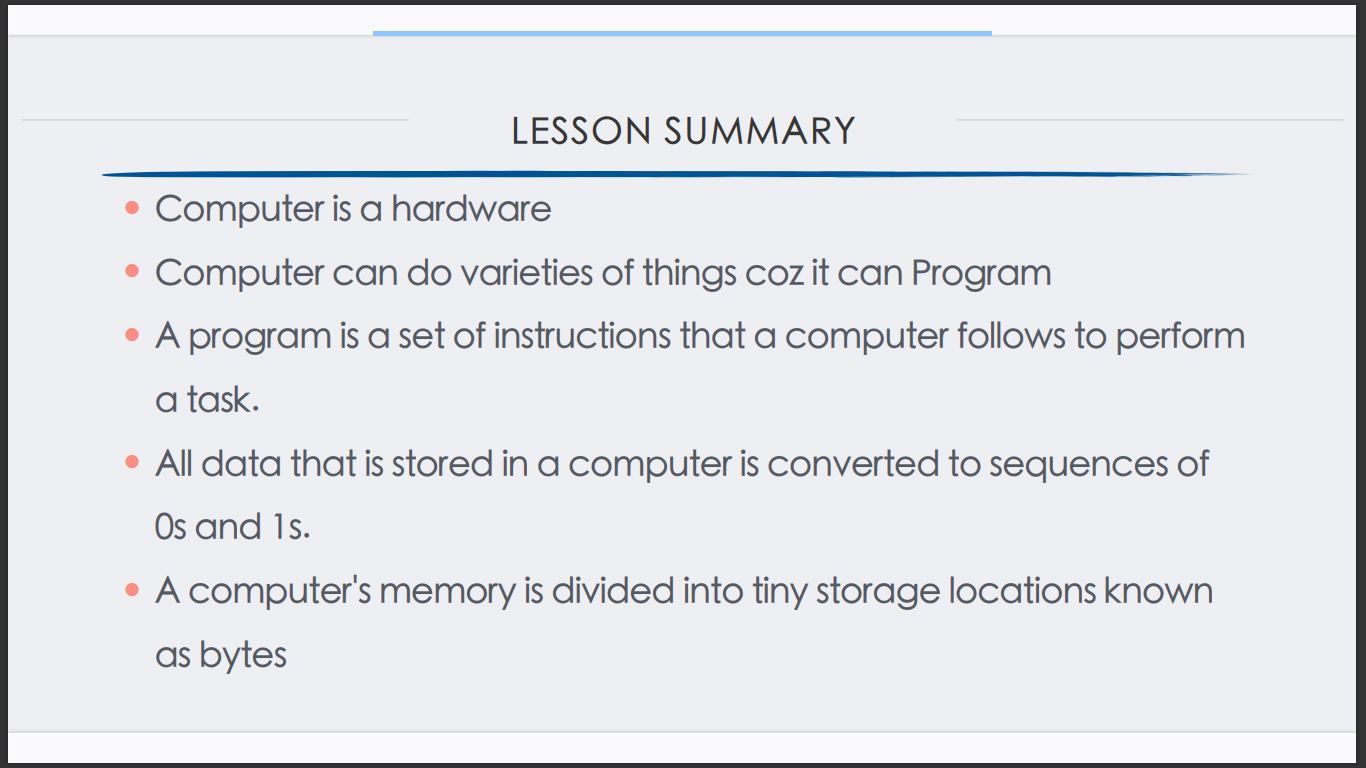 LESSON SUMMARY
• Computer is a hardware
• Computer can do varieties of things coz it can Program
• A program is a set of instructions that a computer follows to perform
a task.
• All data that is stored in a computer is converted to sequences of
0s and 1s.
• A computer's memory is divided into tiny storage locations known
as bytes